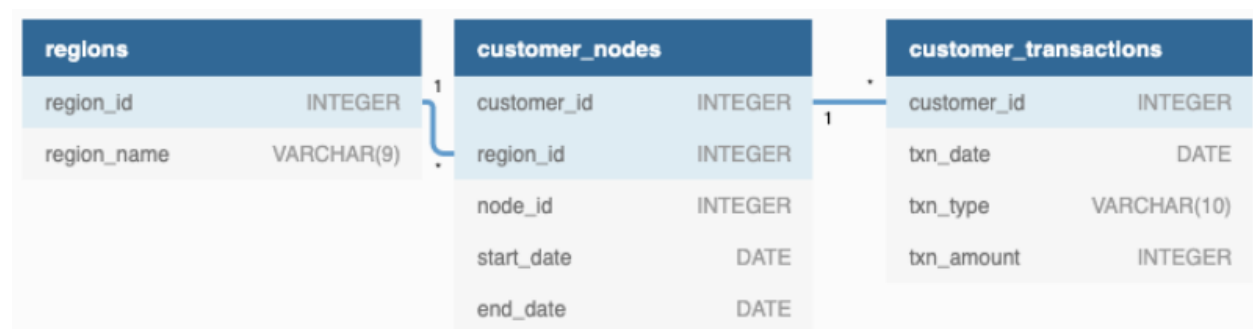 regions
region_id INTEGER
region_name VARCHAR(9)
1
*
customer_nodes
customer_id INTEGER
region_id INTEGER
node_id INTEGER
start_date DATE
end_date DATE
1
*
customer_transactions
customer_id INTEGER
txn_date DATE
txn_type VARCHAR(10)
txn_amount INTEGER